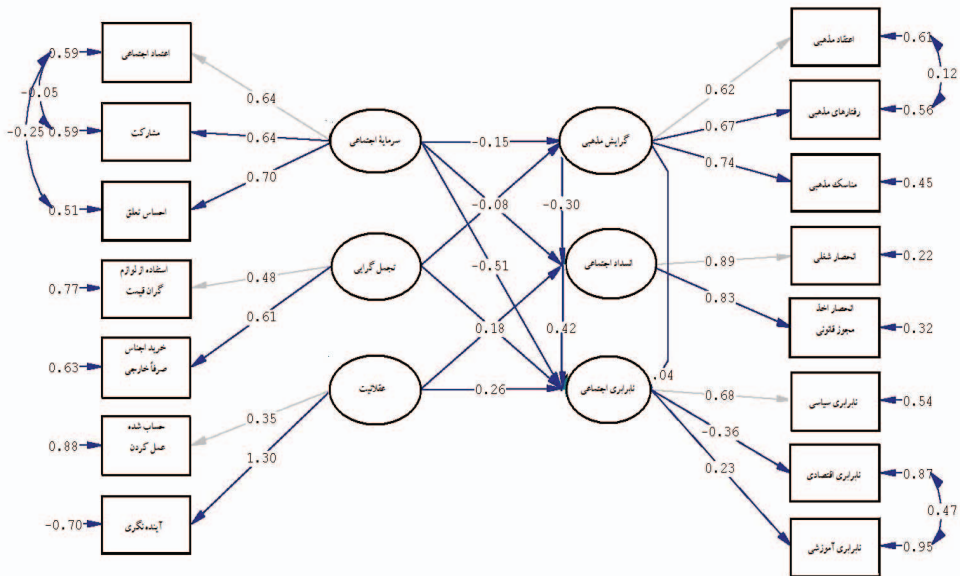 0.59
اعتماد اجتماعی
0.64
-0.05
-0.25
0.59
مشارکت
0.64
0.70
0.51
احساس تعلق
0.77
استفاده از لوازم
گران قیمت
0.48
0.61
0.63
خرید اجناس
صرفاً خارجی
0.88
حساب شده
عمل کردن
0.35
1.30
-0.70
آینده نگری
سرمایهٔ اجتماعی
تجمل گرایی
عقلانیت
-0.15
-0.08
-0.30
-0.51
0.18
0.42
0.26
.04
گرایش مذهبی
انسداد اجتماعی
نابرابری اجتماعی
0.62
0.67
0.74
0.89
0.83
0.68
-0.36
0.23
اعتقاد مذهبی
0.61
0.12
رفتارهای مذهبی
0.56
مناسک مذهبی
0.45
انحصار شغلی
0.22
انحصار اخذ
مجوز قانونی
0.32
نابرابری سیاسی
0.54
نابرابری اقتصادی
0.87
0.47
نابرابری آموزشی
0.95